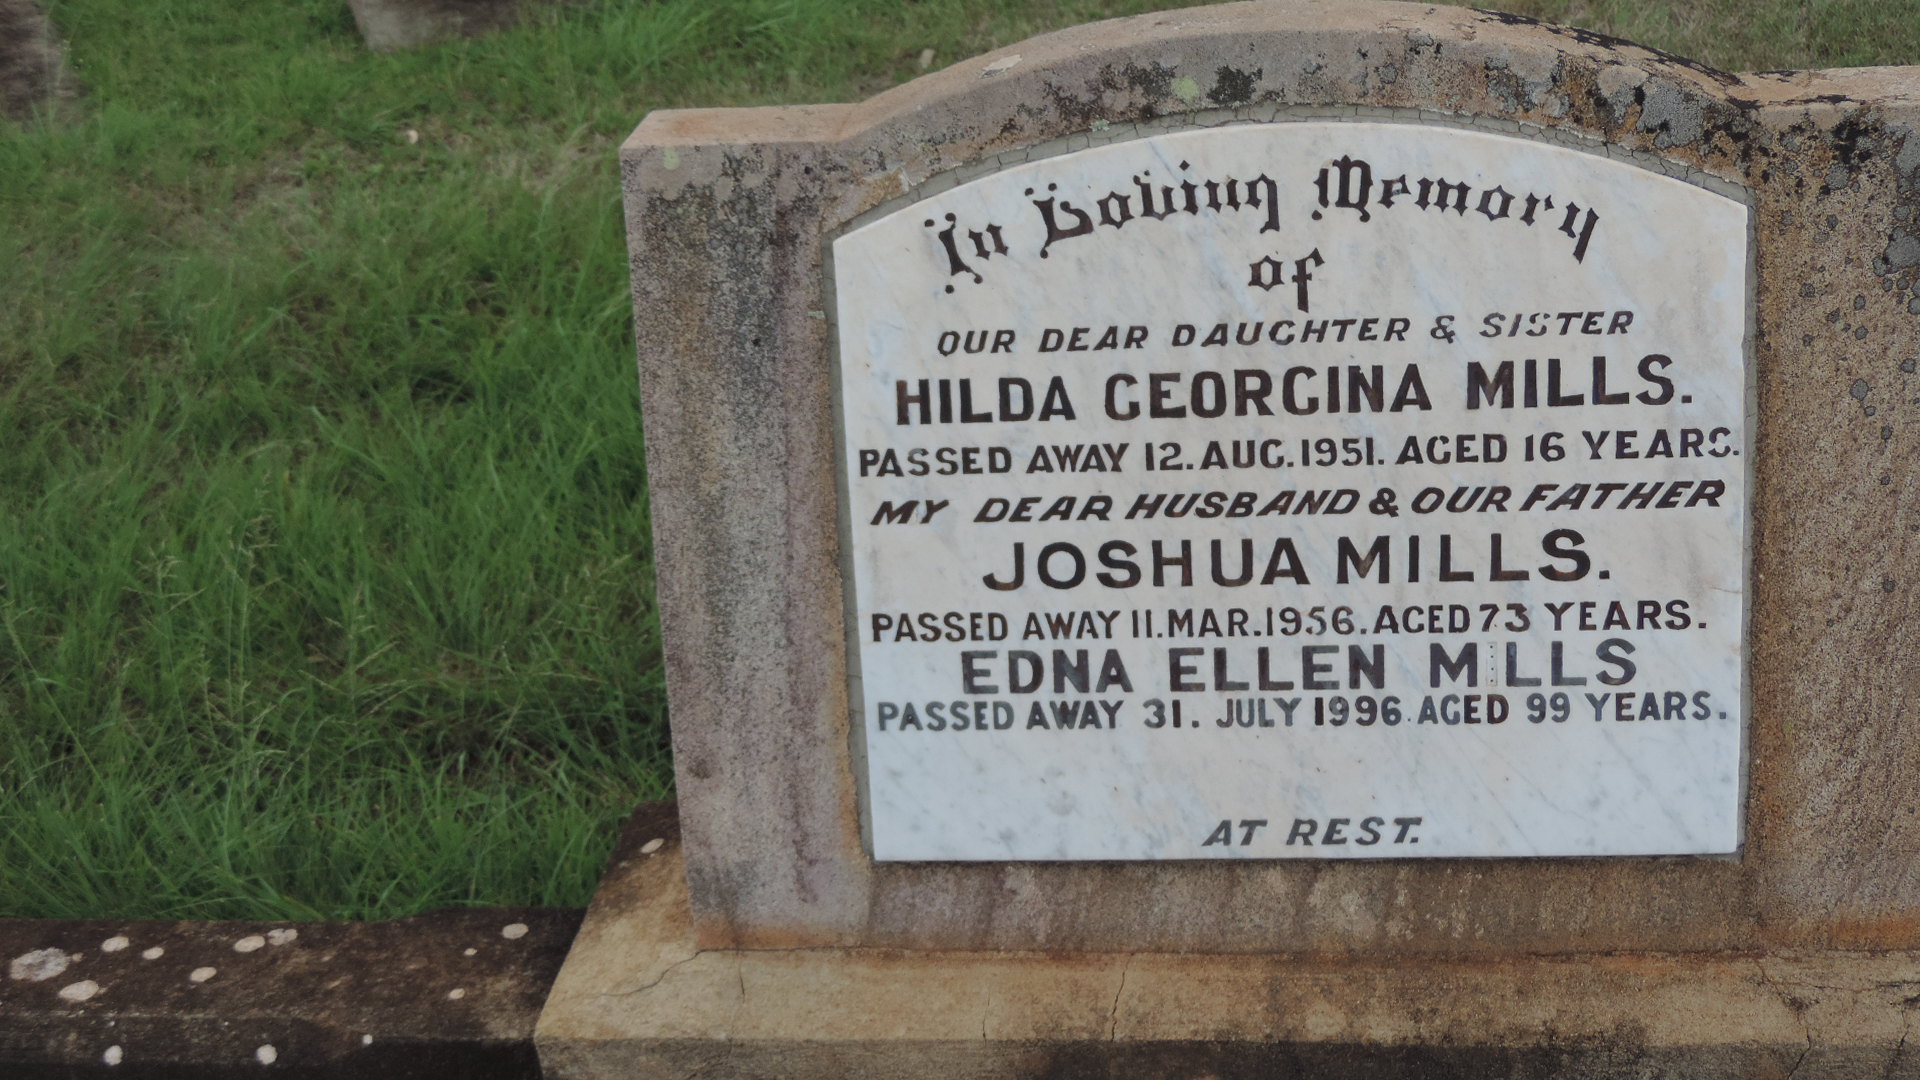 In Loving Memory
of
OUR DEAR DAUGHTER & SISTER
HILDA GEORGINA MILLS.
PASSED AWAY 12. AUG. 1951. AGED 16 YEARS.
MY DEAR HUSBAND & OUR FATHER
JOSHUA MILLS.
PASSED AWAY 11. MAR. 1956. AGED 73 YEARS.
EDNA ELLEN MILLS
PASSED AWAY 31. JULY 1996. AGED 99 YEARS.
AT REST.